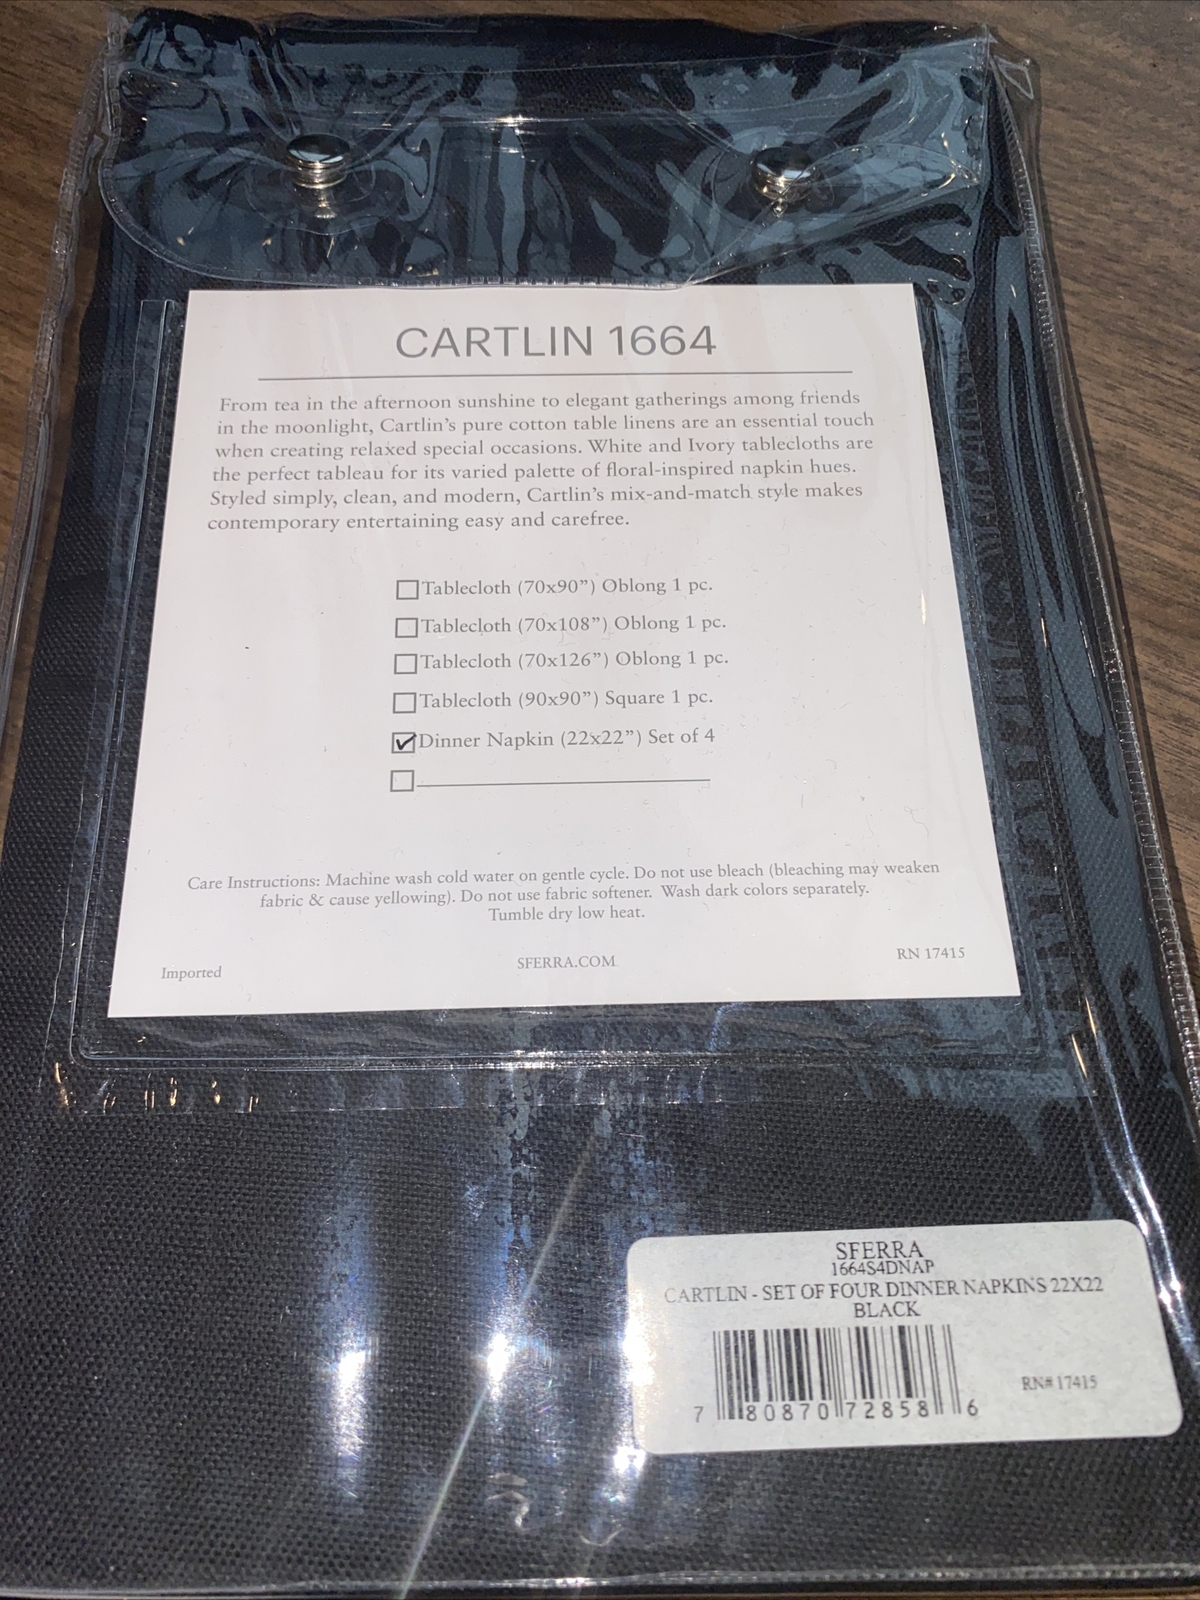 CARTLIN 1664
From tea in the afternoon sunshine to elegant gatherings among friends
in the moonlight, Cartlin's pure cotton table linens are an essential touch
when creating relaxed special occasions. White and Ivory tablecloths are
the perfect tableau for its varied palette of floral-inspired napkin hues.
Styled simply, clean, and modern, Cartlin's mix-and-match style makes
contemporary entertaining easy and carefree.
Tablecloth (70x90”) Oblong 1 pc.
Tablecloth (70x108”) Oblong 1 pc.
Tablecloth (70x126”) Oblong 1 pc.
Tablecloth (90x90”) Square 1 pc.
Dinner Napkin (22x22”) Set of 4
Care Instructions: Machine wash cold water on gentle cycle. Do not use bleach (bleaching may weaken
fabric & cause yellowing). Do not use fabric softener. Wash dark colors separately.
Tumble dry low heat.
Imported
SFERRA.COM
RN 17415
SFERRA
1664S4DNAP
CARTLIN - SET OF FOUR DINNER NAPKINS 22X22
BLACK
RN# 17415
7 80870 72858 6